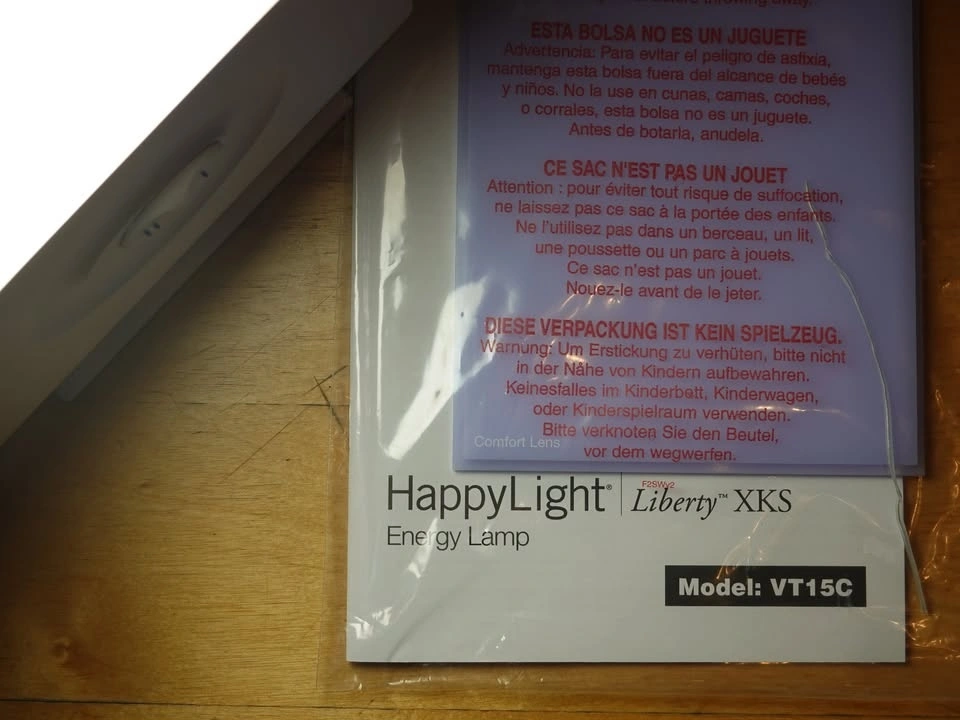 throwing away.
ESTA BOLSA NO ES UN JUGUETE
Advertencia: Para evitar el peligro de asfixia,
mantenga esta bolsa fuera del alcance de bebés
y niños. No la use en cunas, camas, coches,
o corrales, esta bolsa no es un juguete.
Antes de botarla, anudela.
CE SAC N'EST PAS UN JOUET
Attention : pour éviter tout risque de suffocation,
ne laissez pas ce sac à la portée des enfants.
Ne l'utilisez pas dans un berceau, un lit,
une poussette ou un parc à jouets.
Ce sac n'est pas un jouet.
Nouez-le avant de le jeter.
DIESE VERPACKUNG IST KEIN SPIELZEUG.
Warnung: Um Erstickung zu verhüten, bitte nicht
in der Nähe von Kindern aufbewahren.
Keinesfalles im Kinderbett, Kinderwagen,
oder Kinderspielraum verwenden.
Bitte verknoten Sie den Beutel,
vor dem wegwerfen.
Comfort Lens
F2SWy2
HappyLight® Liberty™ XKS
Energy Lamp
Model: VT15C